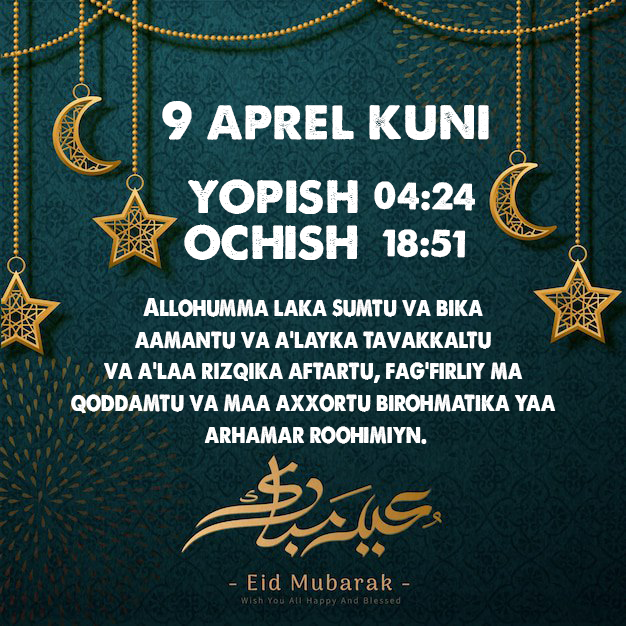 9 APREL KUNI
YOPISH 04:24
OCHISH 18:51
ALLOHUMMA LAKA SUMTU VA BIKA
AAMANTU VA A'LAYKA TAVAKKALTU
VA A'LAA RIZQIKA AFTARTU, FAG'FIRLIY MA
QODDAMTU VA MAA AXXORTU BIROHMATIKA YAA
ARHAMAR ROOHIMIYN.
عيد مبارك
- Eid Mubarak -
Wish You All Happy And Blessed